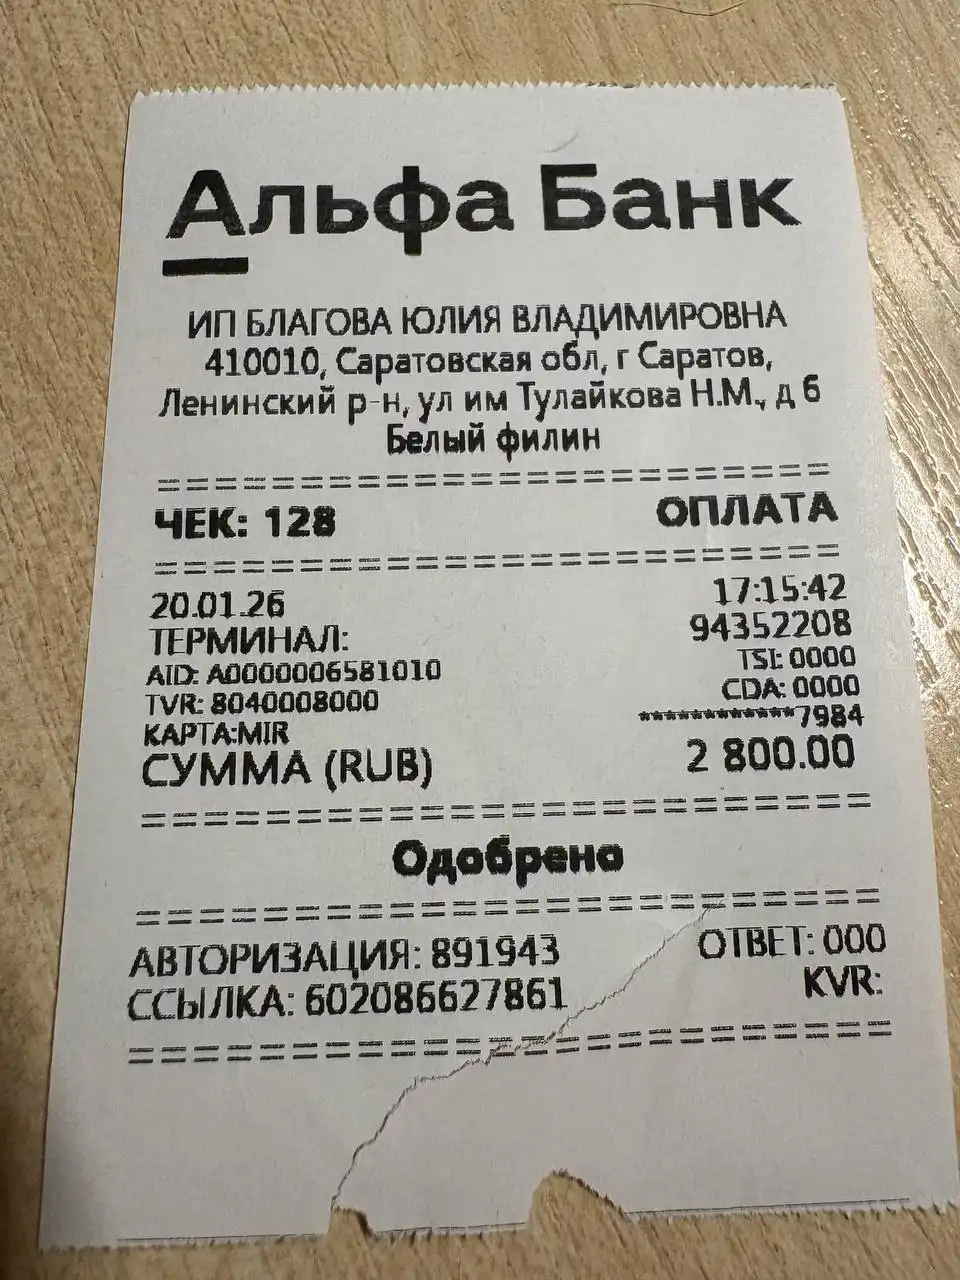 Альфа Банк
ИП БЛАГОВА ЮЛИЯ ВЛАДИМИРОВНА
410010, Саратовская обл, г Саратов,
Ленинский р-н, ул им Тулайкова Н.М., д 6
Белый филин
======================
ЧЕК: 128 ОПЛАТА
======================
20.01.26 17:15:42
ТЕРМИНАЛ: 94352208
AID: A0000006581010 TSI: 0000
TVR: 8040008000 CDA: 0000
КАРТА:MIR ************7984
СУММА (RUB) 2 800.00
======================
Одобрено
======================
АВТОРИЗАЦИЯ: 891943 ОТВЕТ: 000
ССЫЛКА: 602086627861 KVR:
======================